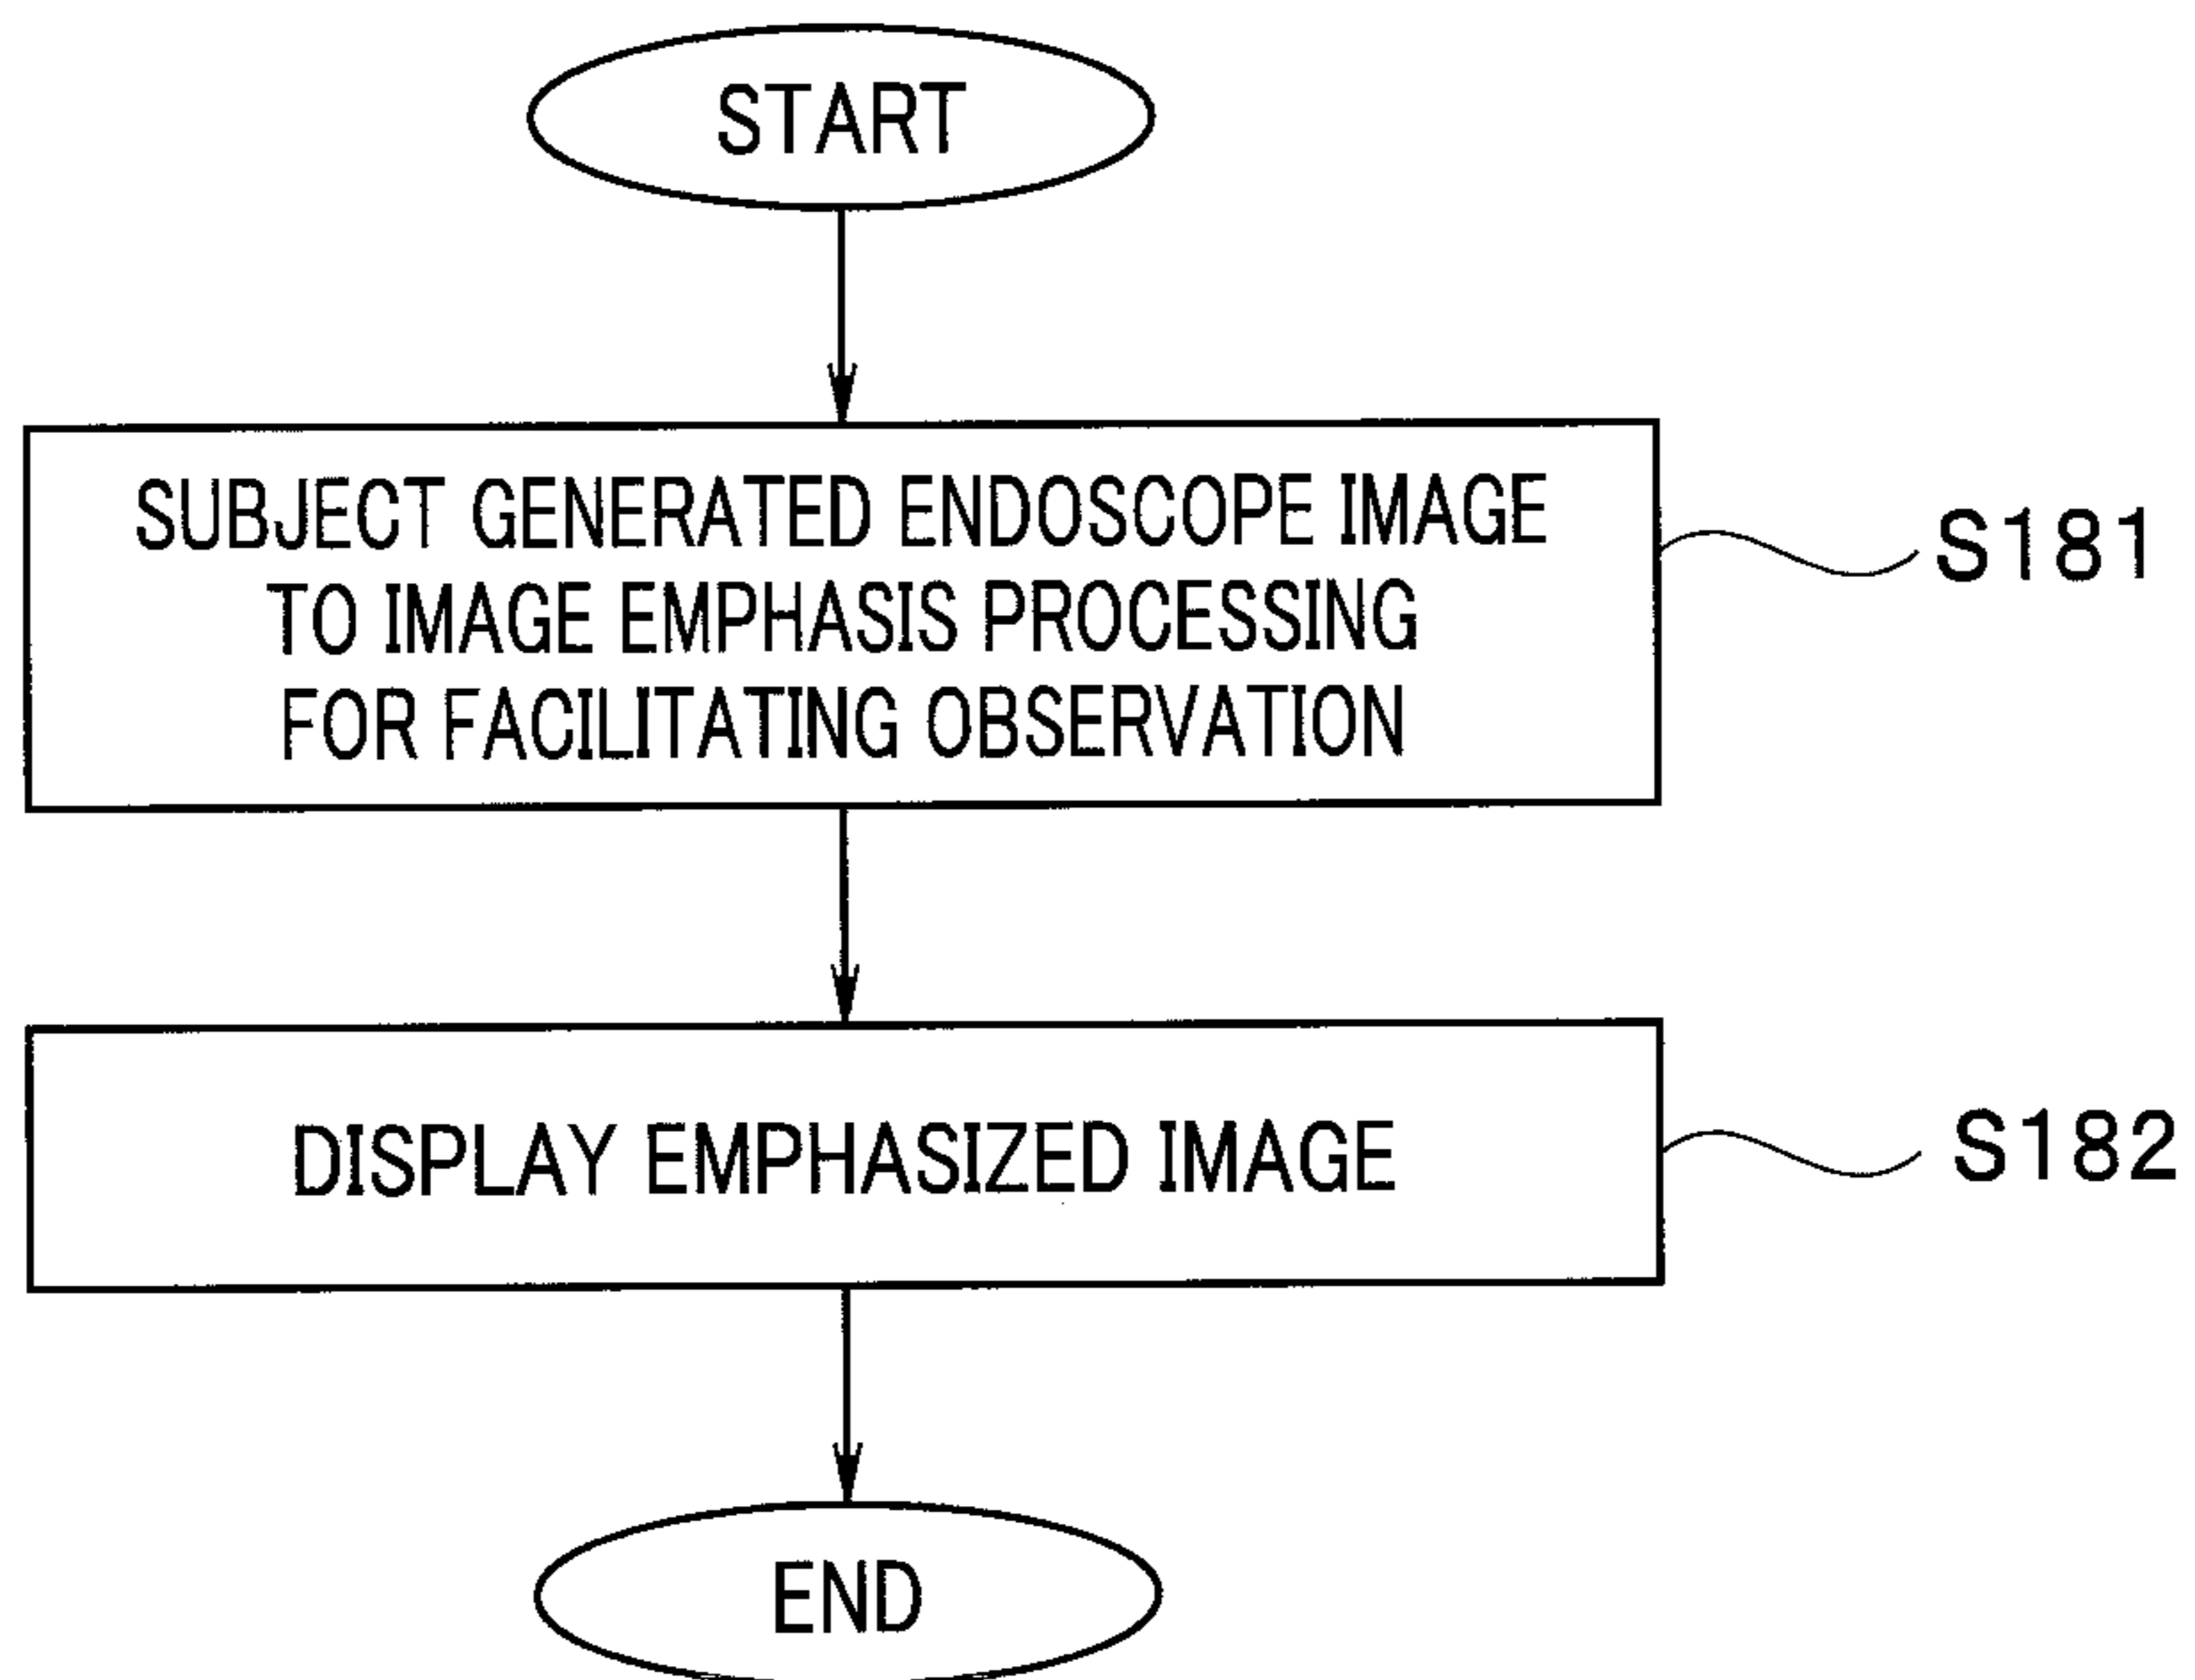 START
SUBJECT GENERATED ENDOSCOPE IMAGE
TO IMAGE EMPHASIS PROCESSING
FOR FACILITATING OBSERVATION
S181
DISPLAY EMPHASIZED IMAGE
S182
END